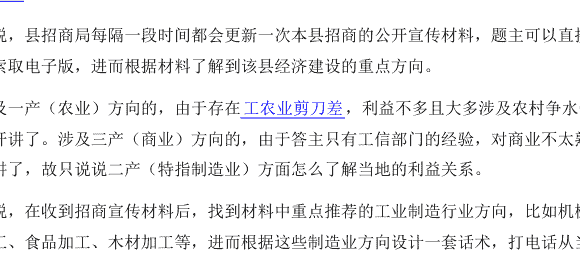 说，县招商局每隔一段时间都会更新一次本县招商的公开宣传材料，题主可以直
索取电子版，进而根据材料了解到该县经济建设的重点方向。
及一产（农业）方向的，由于存在工农业剪刀差，利益不多且大多涉及农村争水
开讲了。涉及三产（商业）方向的，由于答主只有工信部门的经验，对商业不太
讲了，故只说说二产（特指制造业）方面怎么了解当地的利益关系。
说，在收到招商宣传材料后，找到材料中重点推荐的工业制造行业方向，比如机
工、食品加工、木材加工等，进而根据这些制造业方向设计一套话术，打电话从